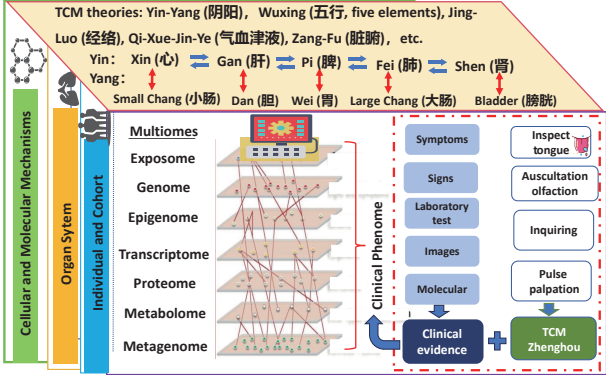 TCM theories: Yin-Yang (阴阳), Wuxing (五行, five elements), Jing-
Luo (经络), Qi-Xue-Jin-Ye (气血津液), Zang-Fu (脏腑), etc.
Yin: Xin (心) Gan (肝) Pi (脾) Fei (肺) Shen (肾)
Yang:
Small Chang (小肠) Dan (胆) Wei (胃) Large Chang (大肠) Bladder (膀胱)
Cellular and Molecular Mechanisms
Organ Sytem
Individual and Cohort
Multiomes
Exposome
Genome
Epigenome
Transcriptome
Proteome
Metabolome
Metagenome
Clinical Phenome
Symptoms
Signs
Laboratory
test
Images
Molecular
Clinical
evidence
Inspect
tongue
Auscultation
olfaction
Inquiring
Pulse
palpation
TCM
Zhenghou